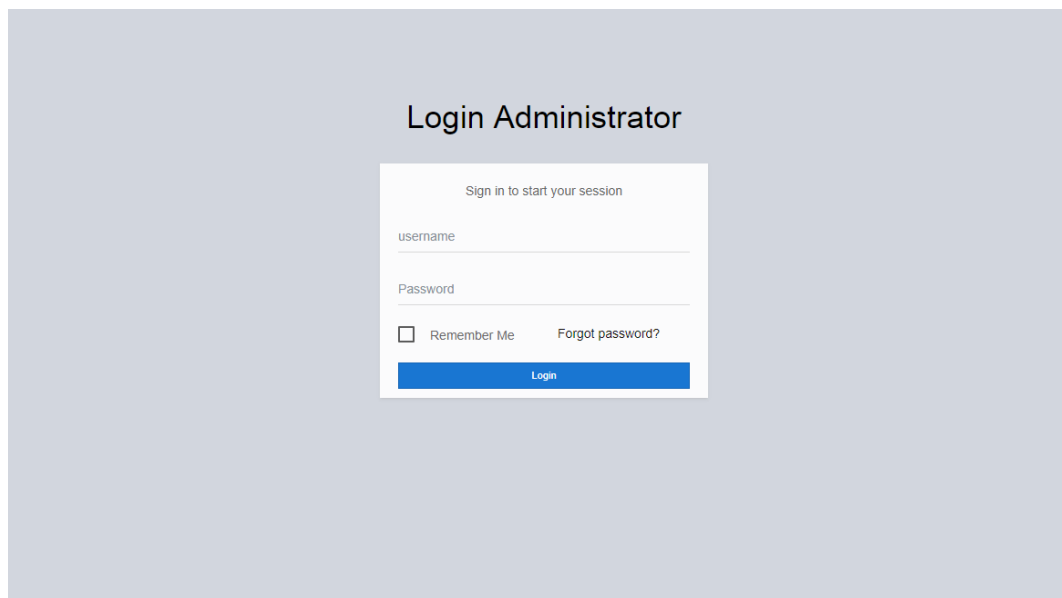 Login Administrator
Sign in to start your session
username
Password
Remember Me Forgot password?
Login